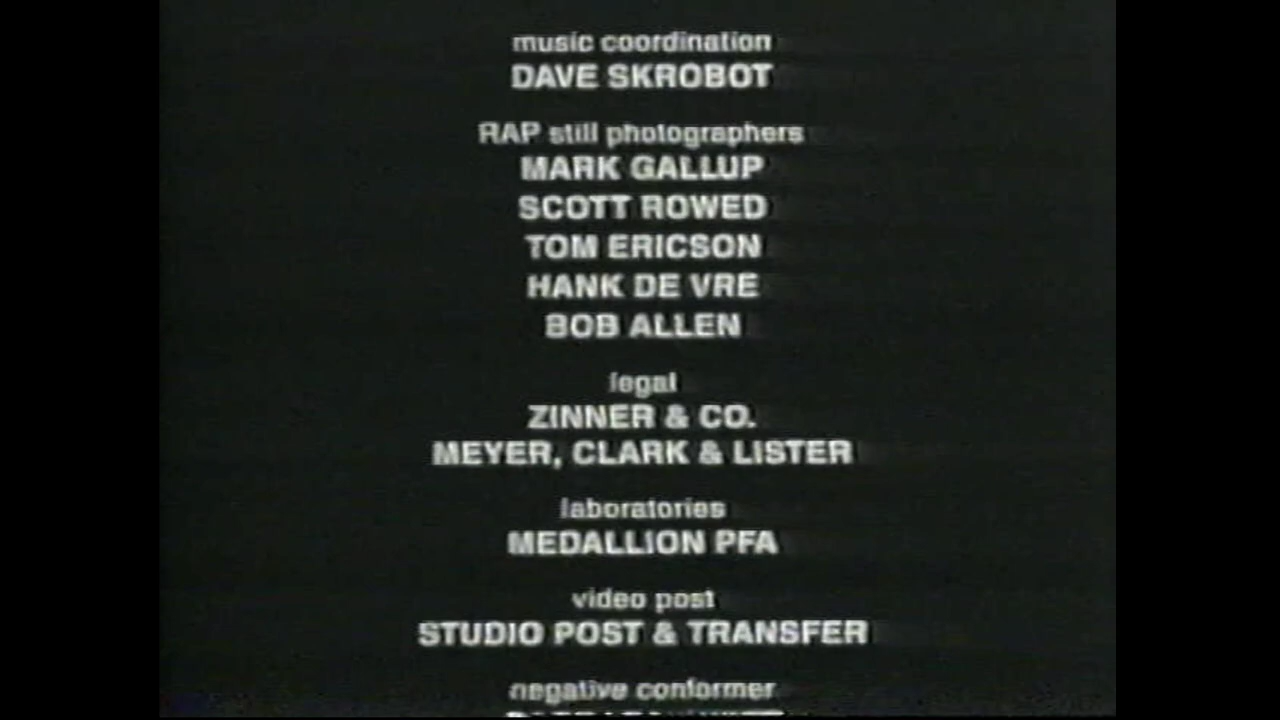 music coordination
DAVE SKROBOT
RAP still photographers
MARK GALLUP
SCOTT ROWED
TOM ERICSON
HANK DE VRE
BOB ALLEN
legal
ZINNER & CO.
MEYER, CLARK & LISTER
laboratories
MEDALLION PFA
video post
STUDIO POST & TRANSFER
negative conformer